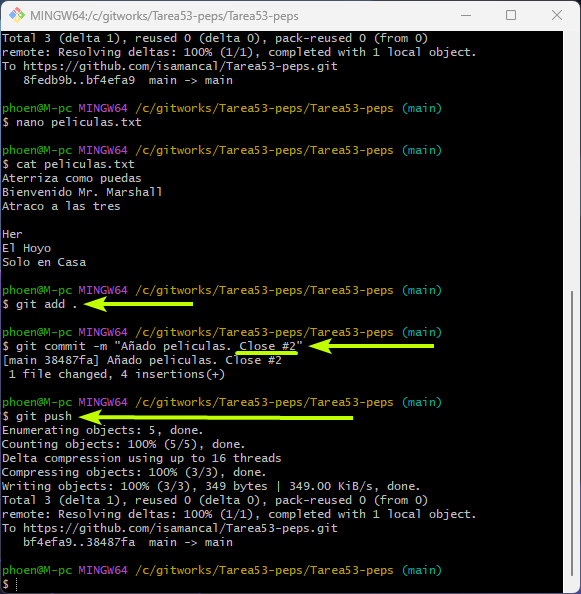 MINGW64:/c/gitworks/Tarea53-peps/Tarea53-peps
Total 3 (delta 1), reused 0 (delta 0), pack-reused 0 (from 0)
remote: Resolving deltas: 100% (1/1), completed with 1 local object.
To https://github.com/isamancal/Tarea53-peps.git
   8fedb9b..bf4efa9  main -> main

phoen@M-pc MINGW64 /c/gitworks/Tarea53-peps/Tarea53-peps (main)
$ nano peliculas.txt

phoen@M-pc MINGW64 /c/gitworks/Tarea53-peps/Tarea53-peps (main)
$ cat peliculas.txt
Aterriza como puedas
Bienvenido Mr. Marshall
Atraco a las tres

Her
El Hoyo
Solo en Casa

phoen@M-pc MINGW64 /c/gitworks/Tarea53-peps/Tarea53-peps (main)
$ git add .

phoen@M-pc MINGW64 /c/gitworks/Tarea53-peps/Tarea53-peps (main)
$ git commit -m "Añado peliculas. Close #2"
[main 38487fa] Añado peliculas. Close #2
 1 file changed, 4 insertions(+)

phoen@M-pc MINGW64 /c/gitworks/Tarea53-peps/Tarea53-peps (main)
$ git push
Enumerating objects: 5, done.
Counting objects: 100% (5/5), done.
Delta compression using up to 16 threads
Compressing objects: 100% (3/3), done.
Writing objects: 100% (3/3), 349 bytes | 349.00 KiB/s, done.
Total 3 (delta 1), reused 0 (delta 0), pack-reused 0 (from 0)
remote: Resolving deltas: 100% (1/1), completed with 1 local object.
To https://github.com/isamancal/Tarea53-peps.git
   bf4efa9..38487fa  main -> main

phoen@M-pc MINGW64 /c/gitworks/Tarea53-peps/Tarea53-peps (main)
$